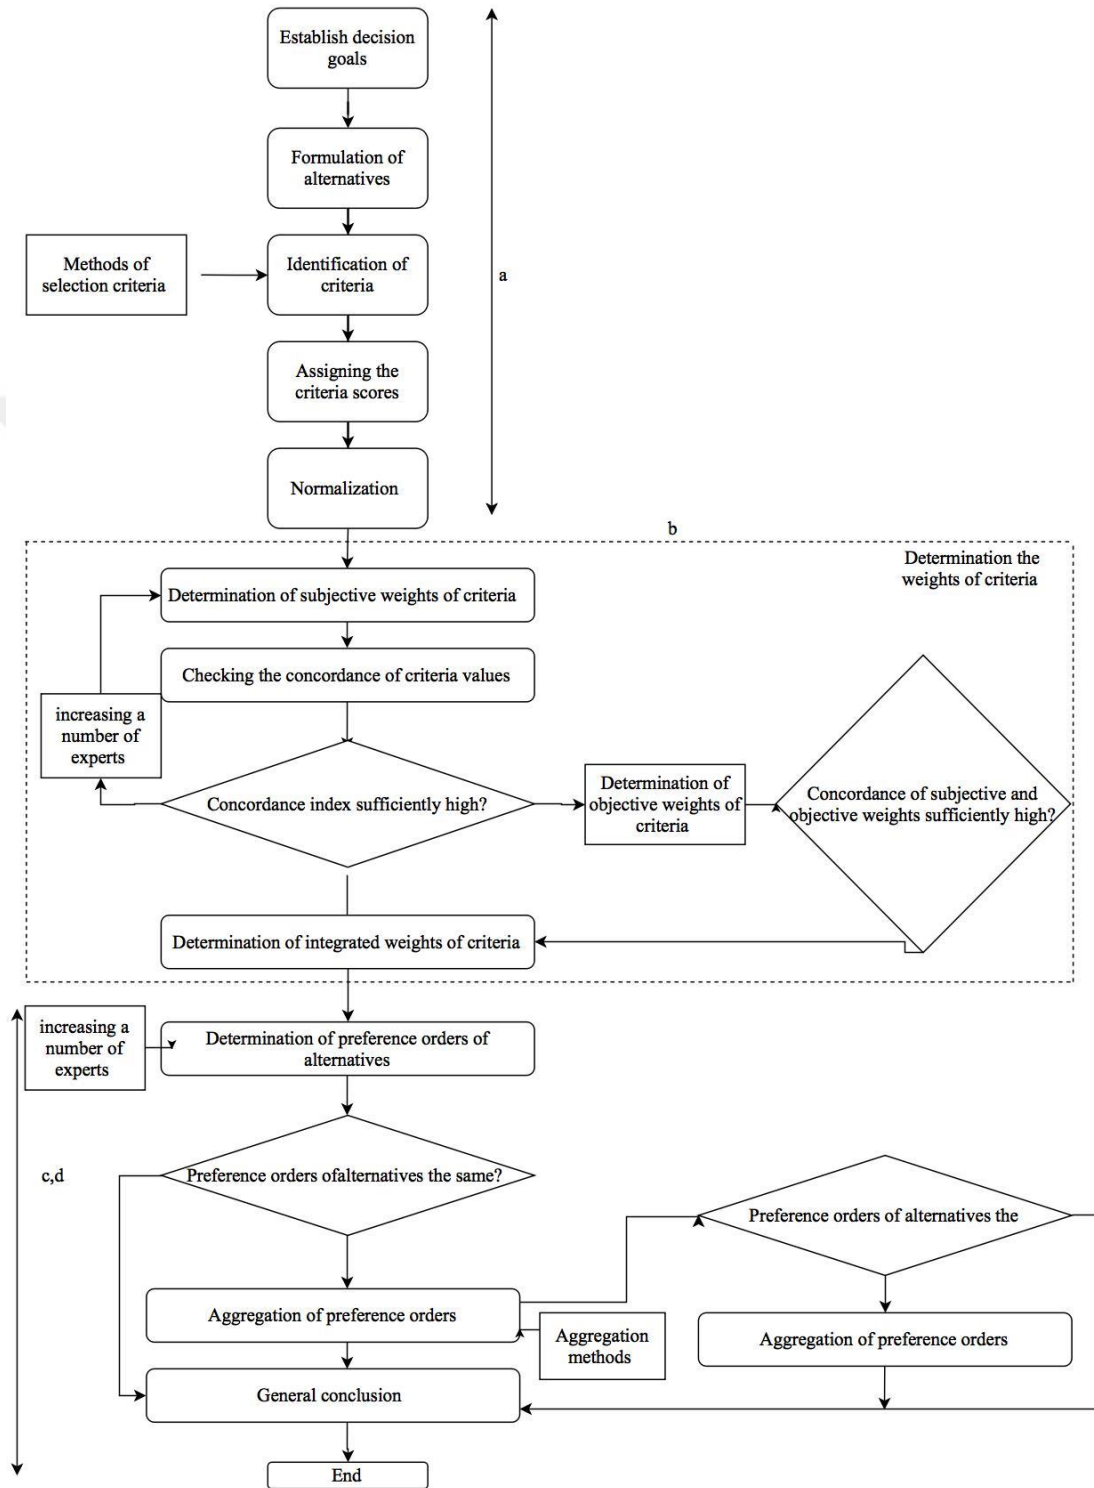 Establish decision
goals
Formulation of
alternatives
Methods of
selection criteria
Identification of
criteria
a
Assigning the
criteria scores
Normalization
b
Determination the
weights of criteria
Determination of subjective weights of criteria
Checking the concordance of criteria values
increasing a
number of
experts
Concordance index sufficiently high?
Determination of
objective weights of
criteria
Concordance of subjective and
objective weights sufficiently high?
Determination of integrated weights of criteria
increasing a
number of
experts
Determination of preference orders of
alternatives
c,d
Preference orders ofalternatives the same?
Preference orders of alternatives the
Aggregation of preference orders
Aggregation
methods
Aggregation of preference orders
General conclusion
End